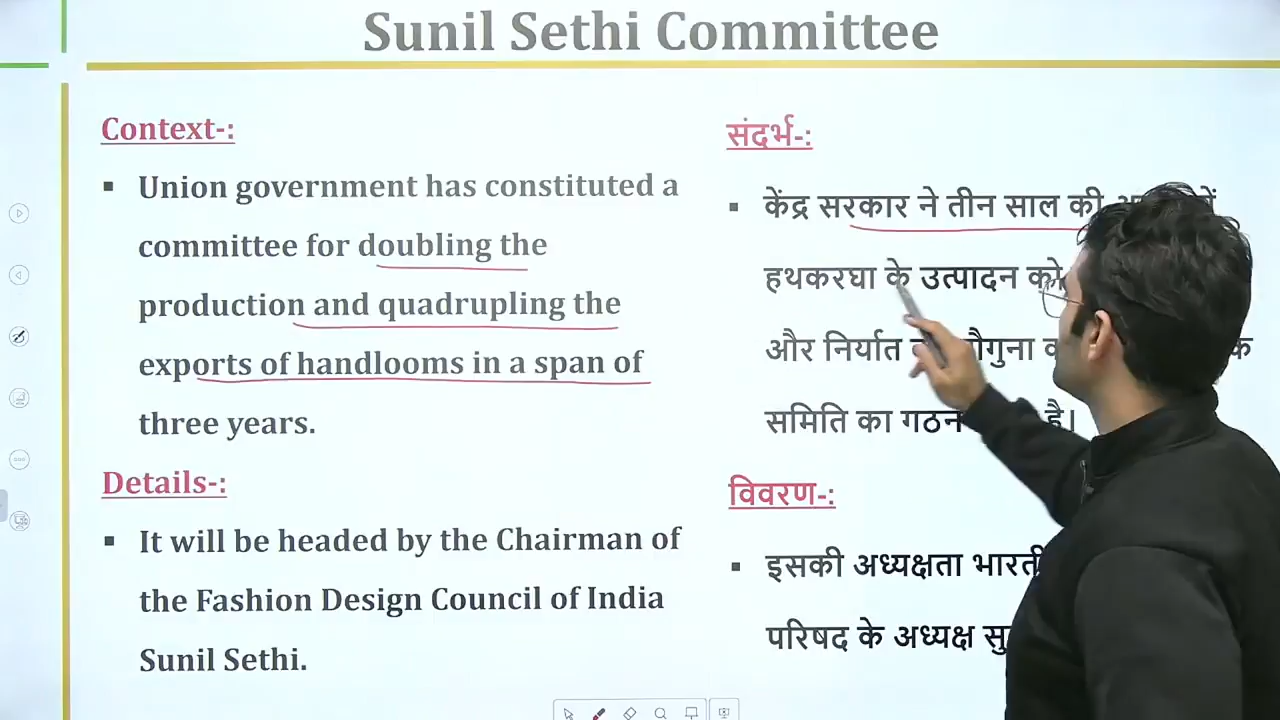 Sunil Sethi Committee
Context-:
▪ Union government has constituted a
committee for doubling the
production and quadrupling the
exports of handlooms in a span of
three years.
Details-:
▪ It will be headed by the Chairman of
the Fashion Design Council of India
Sunil Sethi.
संदर्भ-:
▪ केंद्र सरकार ने तीन साल की
हथकरघा के उत्पादन को
और निर्यात
समिति का गठन है।
विवरण-:
▪ इसकी अध्यक्षता
परिषद के अध्यक्ष